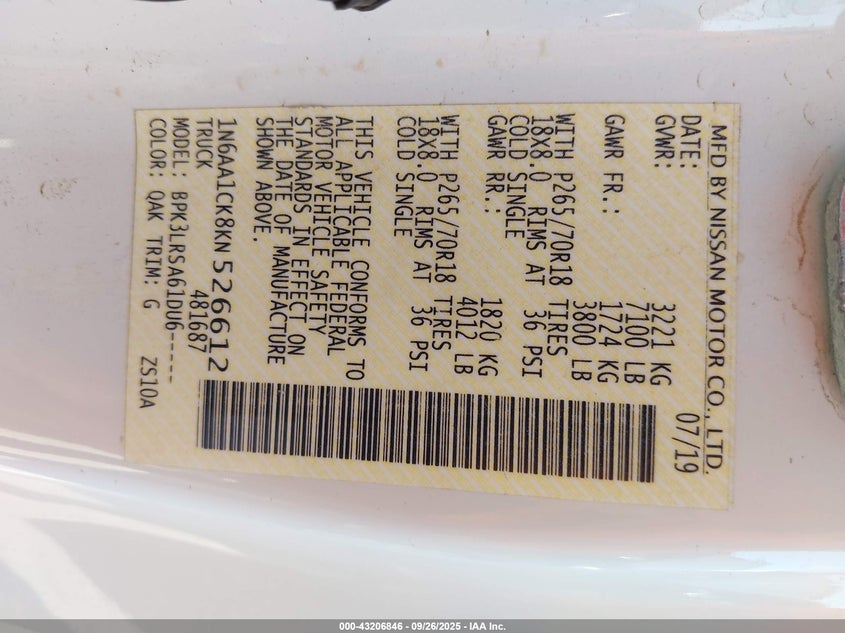 MFD BY NISSAN MOTOR CO., LTD.
DATE: 07/19
GVWR: 3221 KG
7100 LB
GAWR FR.: 1724 KG
3800 LB
WITH P265/70R18 TIRES
18X8.0 RIMS AT 36 PSI
COLD SINGLE
GAWR RR.: 1820 KG
4012 LB
WITH P265/70R18 TIRES
18X8.0 RIMS AT 36 PSI
COLD SINGLE
THIS VEHICLE CONFORMS TO
ALL APPLICABLE FEDERAL
MOTOR VEHICLE SAFETY
STANDARDS IN EFFECT ON
THE DATE OF MANUFACTURE
SHOWN ABOVE.
1N6AA1CK8KN526612
TRUCK 481687
MODEL: BPK3LRSA61DU6-----
COLOR: QAK TRIM: G ZS10A
000-43206846 - 09/26/2025 - IAA Inc.